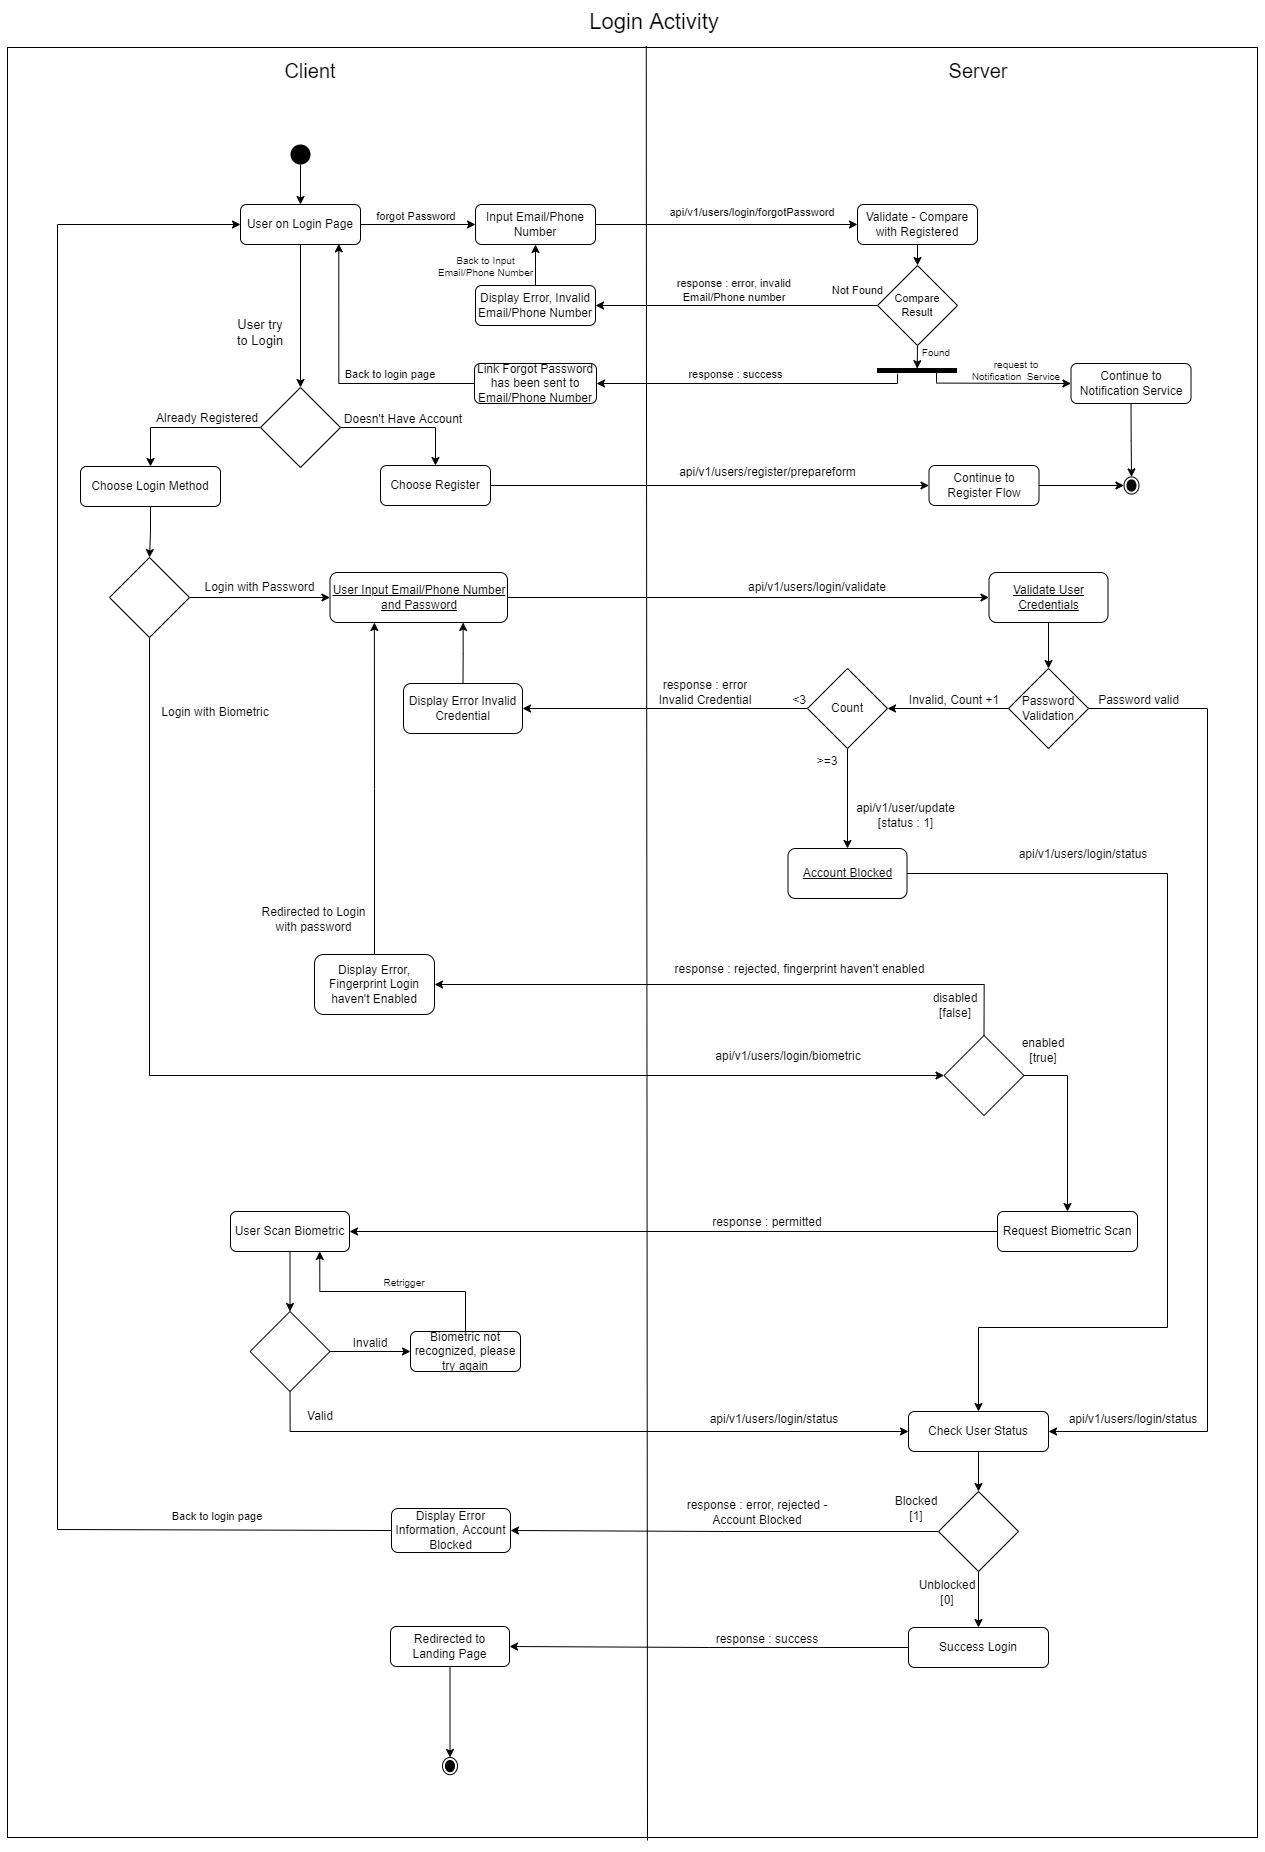 Login Activity
Client
Server
User on Login Page
forgot Password
Input Email/Phone
Number
api/v1/users/login/forgotPassword
Validate - Compare
with Registered
Back to Input
Email/Phone Number
Display Error, Invalid
Email/Phone Number
response : error, invalid
Email/Phone number
Not Found
Compare
Result
User try
to Login
Found
Back to login page
Link Forgot Password
has been sent to
Email/Phone Number
response : success
request to
Notification Service
Continue to
Notification Service
Already Registered
Doesn't Have Account
Choose Login Method
Choose Register
api/v1/users/register/prepareform
Continue to
Register Flow
Login with Password
User Input Email/Phone Number
and Password
api/v1/users/login/validate
Validate User
Credentials
Login with Biometric
Display Error Invalid
Credential
response : error
Invalid Credential
<3
Count
Invalid, Count +1
Password
Validation
Password valid
>=3
api/v1/user/update
[status : 1]
Account Blocked
api/v1/users/login/status
Redirected to Login
with password
Display Error,
Fingerprint Login
haven't Enabled
response : rejected, fingerprint haven't enabled
disabled
[false]
enabled
[true]
api/v1/users/login/biometric
User Scan Biometric
response : permitted
Request Biometric Scan
Retrigger
Invalid
Biometric not
recognized, please
try again
Valid
api/v1/users/login/status
Check User Status
api/v1/users/login/status
Back to login page
Display Error
Information, Account
Blocked
response : error, rejected -
Account Blocked
Blocked
[1]
Unblocked
[0]
Redirected to
Landing Page
response : success
Success Login